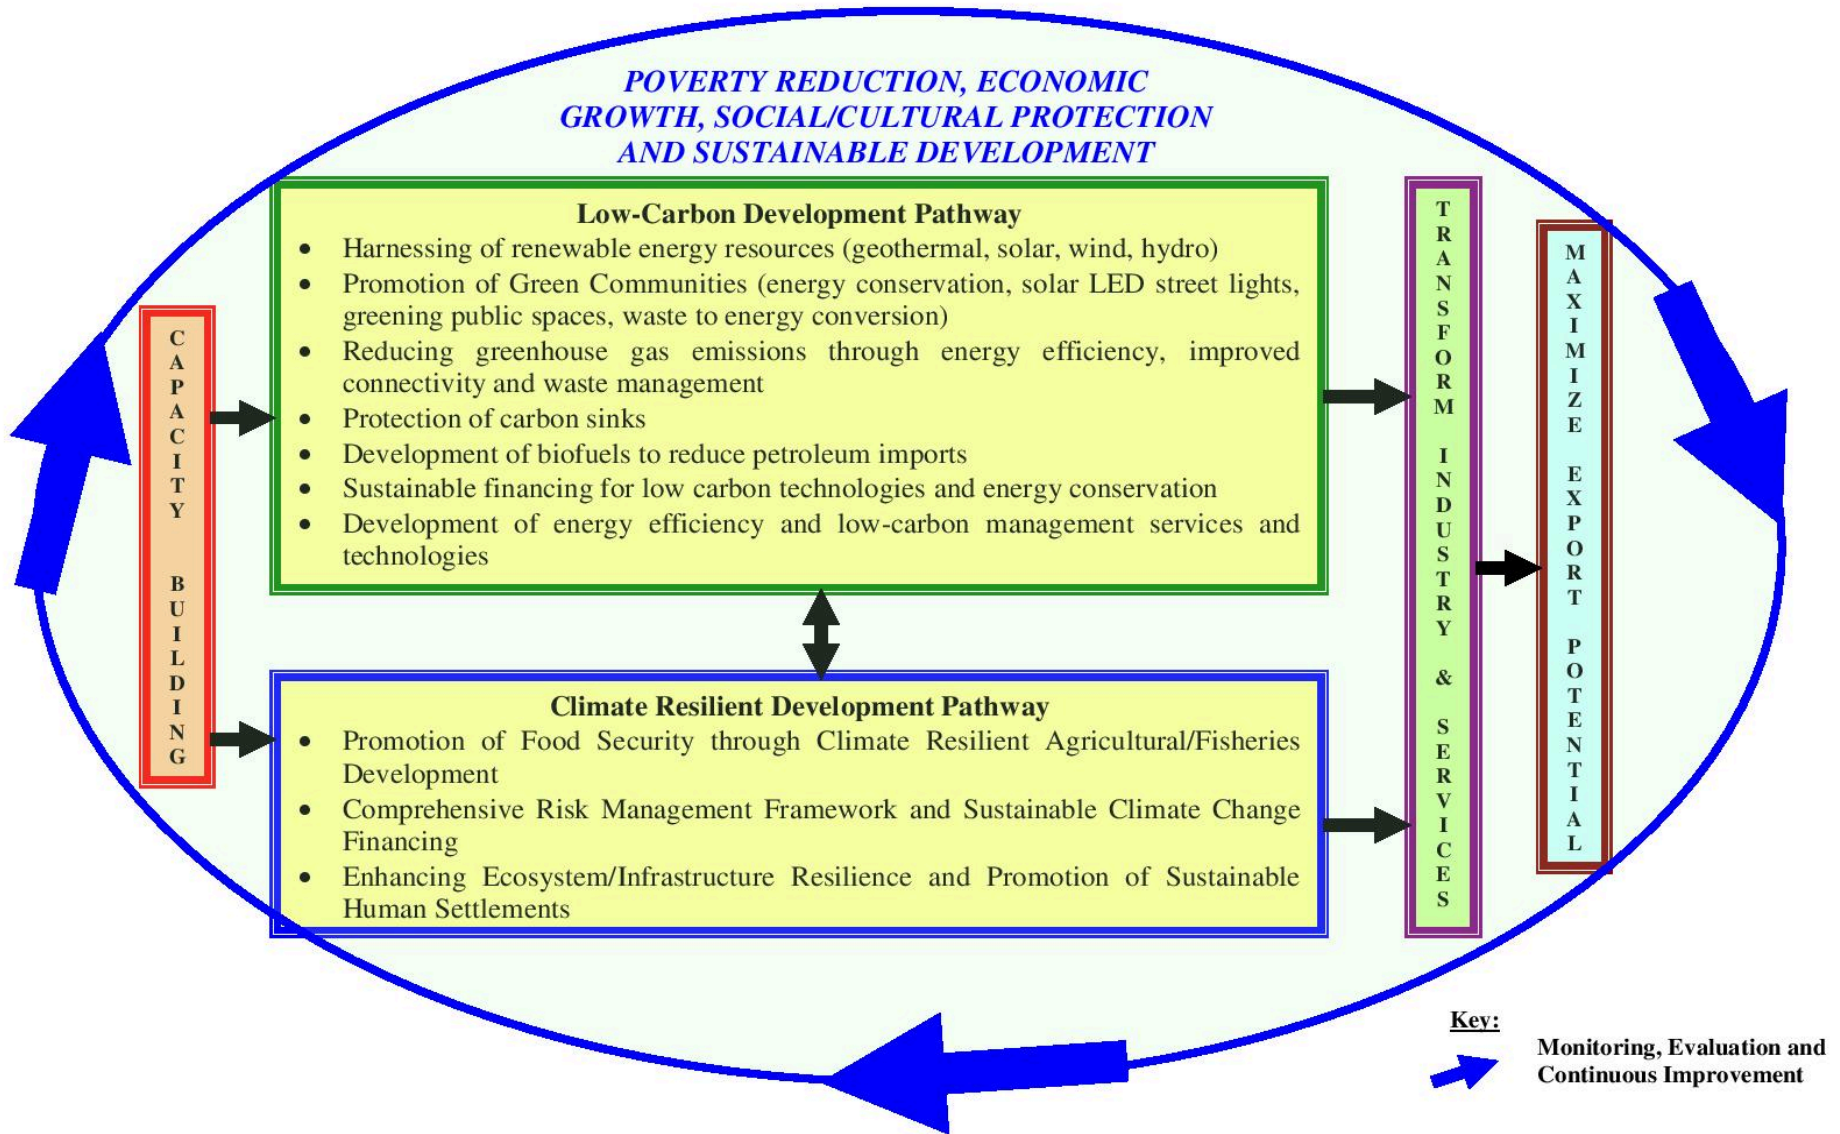 POVERTY REDUCTION, ECONOMIC
GROWTH, SOCIAL/CULTURAL PROTECTION
AND SUSTAINABLE DEVELOPMENT
CAPACITY BUILDING
Low-Carbon Development Pathway
• Harnessing of renewable energy resources (geothermal, solar, wind, hydro)
• Promotion of Green Communities (energy conservation, solar LED street lights,
greening public spaces, waste to energy conversion)
• Reducing greenhouse gas emissions through energy efficiency, improved
connectivity and waste management
• Protection of carbon sinks
• Development of biofuels to reduce petroleum imports
• Sustainable financing for low carbon technologies and energy conservation
• Development of energy efficiency and low-carbon management services and
technologies
Climate Resilient Development Pathway
• Promotion of Food Security through Climate Resilient Agricultural/Fisheries
Development
• Comprehensive Risk Management Framework and Sustainable Climate Change
Financing
• Enhancing Ecosystem/Infrastructure Resilience and Promotion of Sustainable
Human Settlements
TRANSFORM INDUSTRY & SERVICES
MAXIMIZE EXPORT POTENTIAL
Key:
Monitoring, Evaluation and
Continuous Improvement